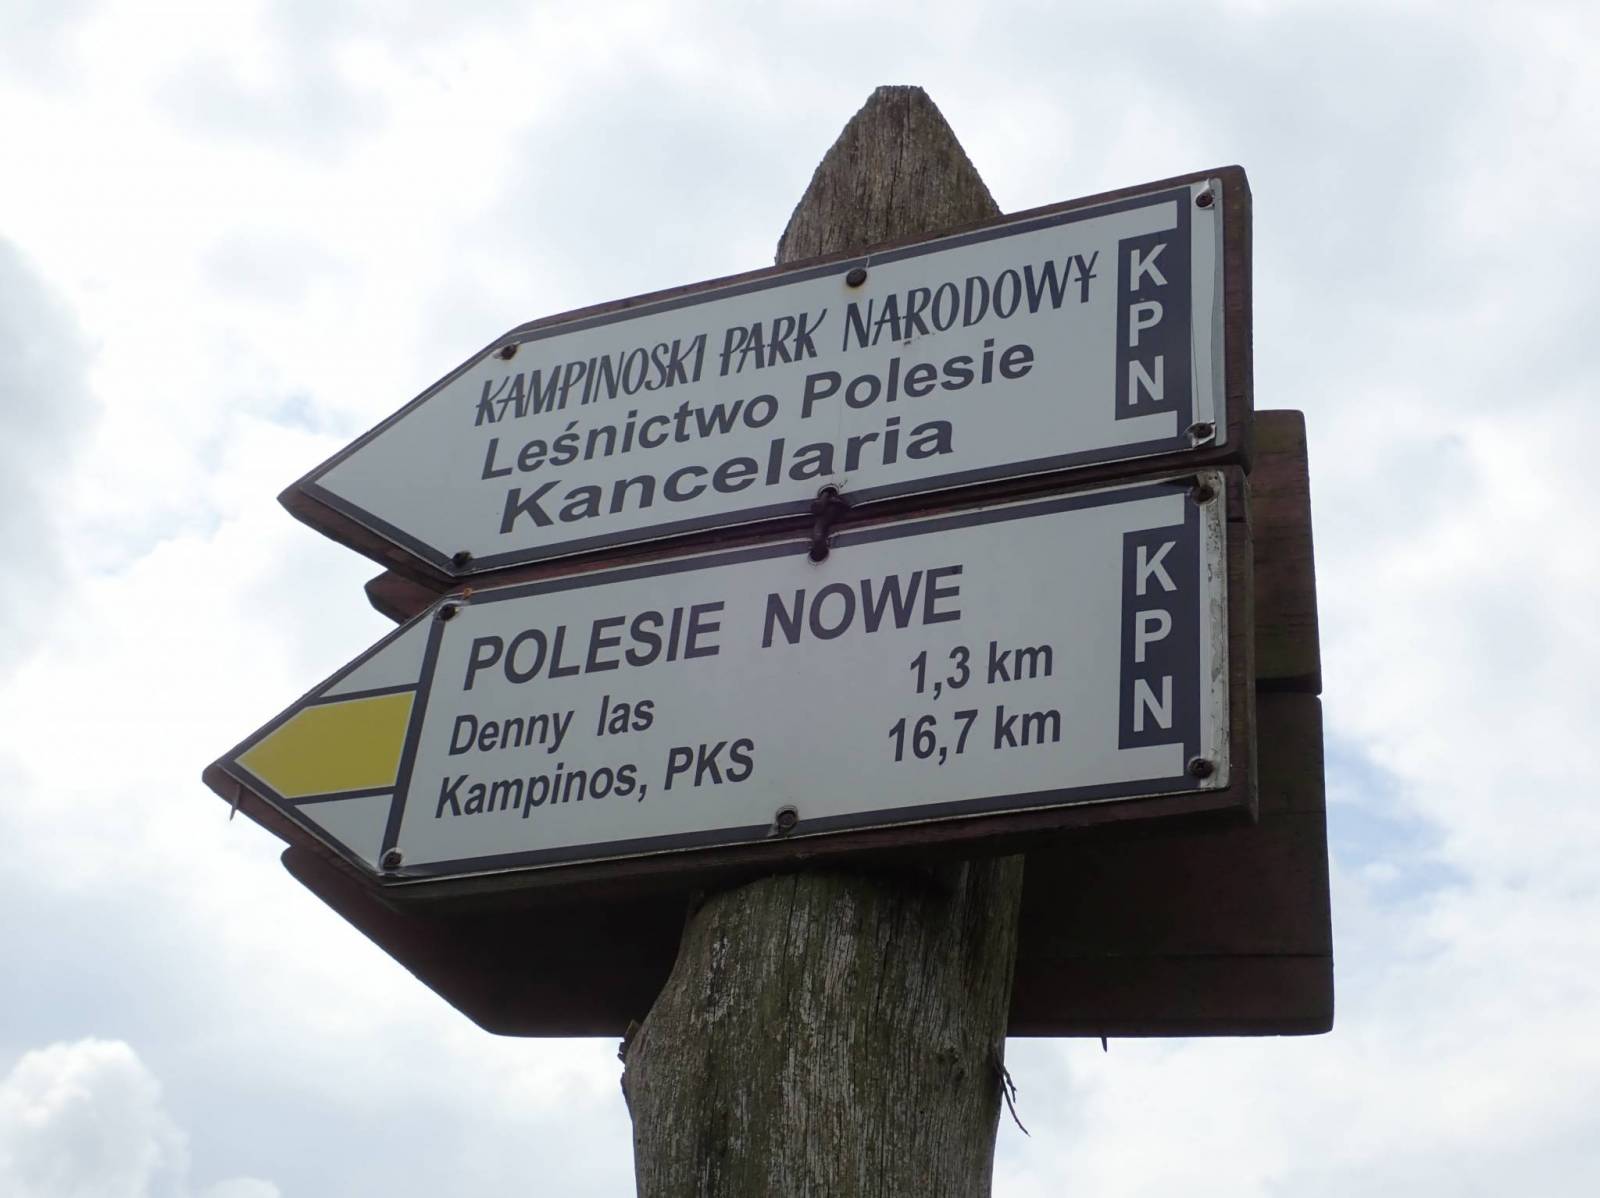 KAMPINOSKI PARK NARODOWY
Leśnictwo Polesie
Kancelaria
KPN
POLESIE NOWE
Denny las 1,3 km
Kampinos, PKS 16,7 km
KPN